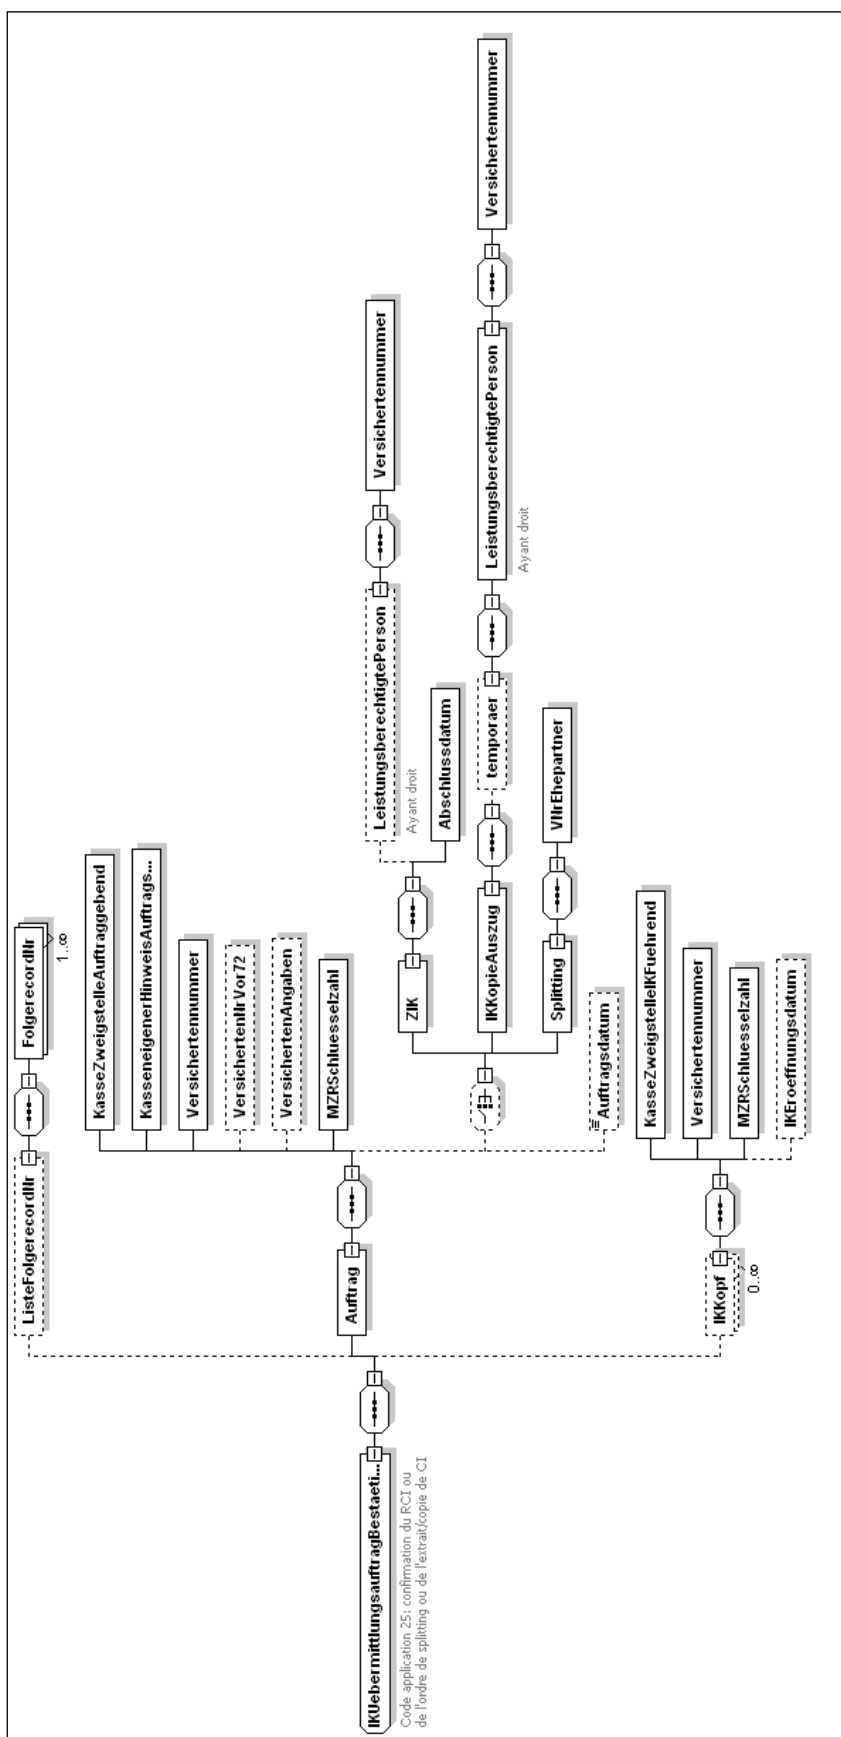 IKUebermittlungsauftragBestaeti...
Code application 25: confirmation du RCI ou
de l'ordre de splitting ou de l'extrait/copie de CI
ListeFolgerecordNr
FolgerecordNr
1..∞
Auftrag
KasseZweigstelleAuftraggebend
KasseneigenerHinweisAuftrags...
Versichertennummer
VersichertenNrVor72
VersichertenAngaben
MZRSchluesselzahl
ZIK
LeistungsberechtigtePerson
Ayant droit
Versichertennummer
Abschlussdatum
IKKopieAuszug
temporaer
LeistungsberechtigtePerson
Ayant droit
Versichertennummer
Splitting
VNrEhepartner
Auftragsdatum
IKKopf
0..∞
KasseZweigstelleIKFuehrend
Versichertennummer
MZRSchluesselzahl
IKEroeffnungsdatum